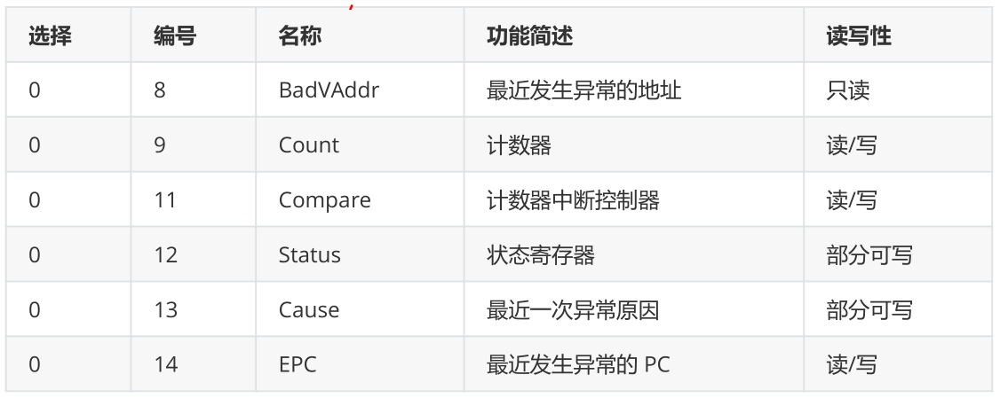 选择 编号 名称 功能简述 读写性
0 8 BadVAddr 最近发生异常的地址 只读
0 9 Count 计数器 读/写
0 11 Compare 计数器中断控制器 读/写
0 12 Status 状态寄存器 部分可写
0 13 Cause 最近一次异常原因 部分可写
0 14 EPC 最近发生异常的 PC 读/写